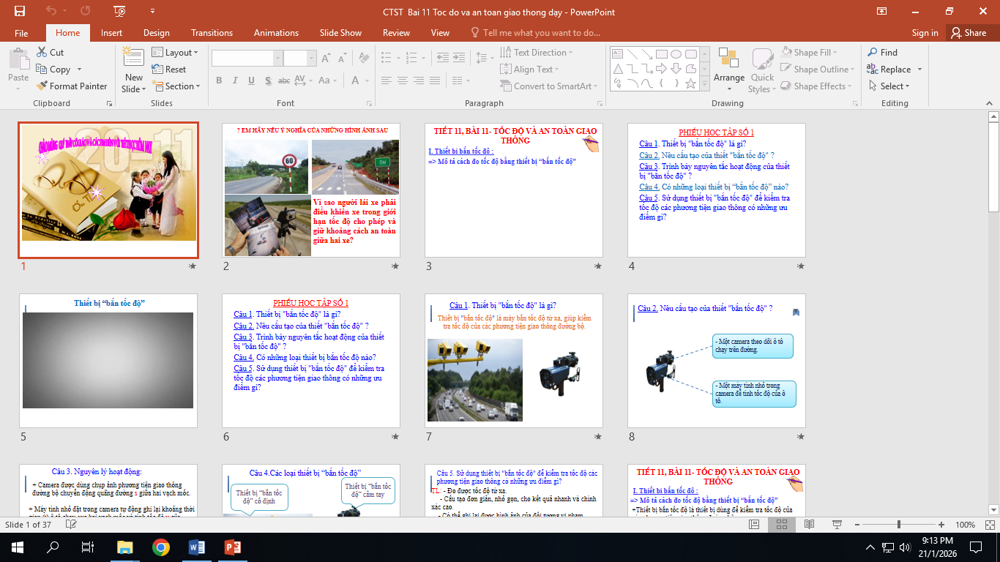 CTST Bai 11 Toc do va an toan giao thong dạy - PowerPoint
File Home Insert Design Transitions Animations Slide Show Review View Tell me what you want to do... Sign in Share
Paste
Cut
Copy
Format Painter
Clipboard
New Slide
Layout
Reset
Section
Slides
B I U S abc AV Aa A
Font
Text Direction
Align Text
Convert to SmartArt
Paragraph
Arrange
Quick Styles
Shape Fill
Shape Outline
Shape Effects
Drawing
Find
Replace
Select
Editing
20-11
1
? EM HÃY NÊU Ý NGHĨA CỦA NHỮNG HÌNH ẢNH SAU
60
0M
Vì sao người lái xe phải
điều khiển xe trong giới
hạn tốc độ cho phép và
giữ khoảng cách an toàn
giữa hai xe?
2
TIẾT 11, BÀI 11- TỐC ĐỘ VÀ AN TOÀN GIAO
THÔNG
I. Thiết bị bắn tốc độ :
=> Mô tả cách đo tốc độ bằng thiết bị “bắn tốc độ”
3
PHIẾU HỌC TẬP SỐ 1
Câu 1. Thiết bị "bắn tốc độ" là gì?
Câu 2. Nêu cấu tạo của thiết "bắn tốc độ" ?
Câu 3. Trình bày nguyên tắc hoạt động của thiết
bị "bắn tốc độ" ?
Câu 4. Có những loại thiết bị “bắn tốc độ” nào?
Câu 5. Sử dụng thiết bị "bắn tốc độ" để kiểm tra
tốc độ các phương tiện giao thông có những ưu
điểm gì?
4
Thiết bị “bắn tốc độ”
5
PHIẾU HỌC TẬP SỐ 1
Câu 1. Thiết bị "bắn tốc độ" là gì?
Câu 2. Nêu cấu tạo của thiết "bắn tốc độ" ?
Câu 3. Trình bày nguyên tắc hoạt động của thiết
bị "bắn tốc độ" ?
Câu 4. Có những loại thiết bị bắn tốc độ nào?
Câu 5. Sử dụng thiết bị "bắn tốc độ" để kiểm tra
tốc độ các phương tiện giao thông có những ưu
điểm gì?
6
Câu 1. Thiết bị "bắn tốc độ" là gì?
Thiết bị "bắn tốc độ" là máy bắn tốc độ từ xa, giúp kiểm
tra tốc độ của các phương tiện giao thông đường bộ.
7
Câu 2. Nêu cấu tạo của thiết "bắn tốc độ" ?
- Một camera theo dõi ô tô
chạy trên đường.
- Một máy tính nhỏ trong
camera để tính tốc độ của ô
tô.
8
Câu 3. Nguyên lý hoạt động:
+ Camera được dùng chụp ảnh phương tiện giao thông
đường bộ chuyển động quãng đường s giữa hai vạch mốc.
+ Máy tính nhỏ đặt trong camera tự động ghi lại khoảng thời
Câu 4.Các loại thiết bị “bắn tốc độ”
Thiết bị “bắn tốc
độ” cố định
Thiết bị “bắn tốc
độ” cầm tay
Câu 5. Sử dụng thiết bị "bắn tốc độ" để kiểm tra tốc độ các
phương tiện giao thông có những ưu điểm gì?
TL: - Đo được tốc độ từ xa.
- Cấu tạo đơn giản, nhỏ gọn, cho kết quả nhanh và chính
xác cao.
- Có thể ghi lại được hình ảnh của đối tượng vi phạm
TIẾT 11, BÀI 11- TỐC ĐỘ VÀ AN TOÀN GIAO
THÔNG
I. Thiết bị bắn tốc độ :
=> Mô tả cách đo tốc độ bằng thiết bị “bắn tốc độ”
+Thiết bị bắn tốc độ là thiết bị dùng để kiểm tra tốc độ của
Slide 1 of 37
100%
9:13 PM
21/1/2026